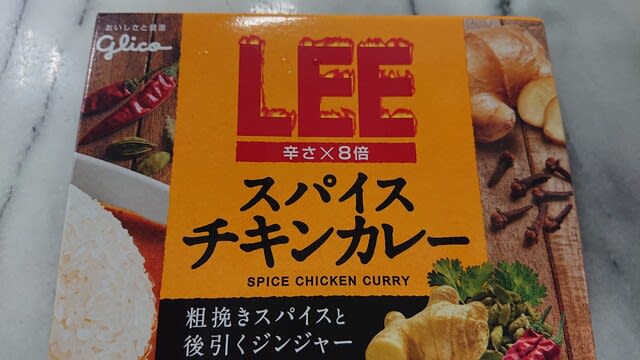 おいしさと健康
Glico
LEE
辛さ×8倍
スパイス
チキンカレー
SPICE CHICKEN CURRY
粗挽きスパイスと
後引くジンジャー